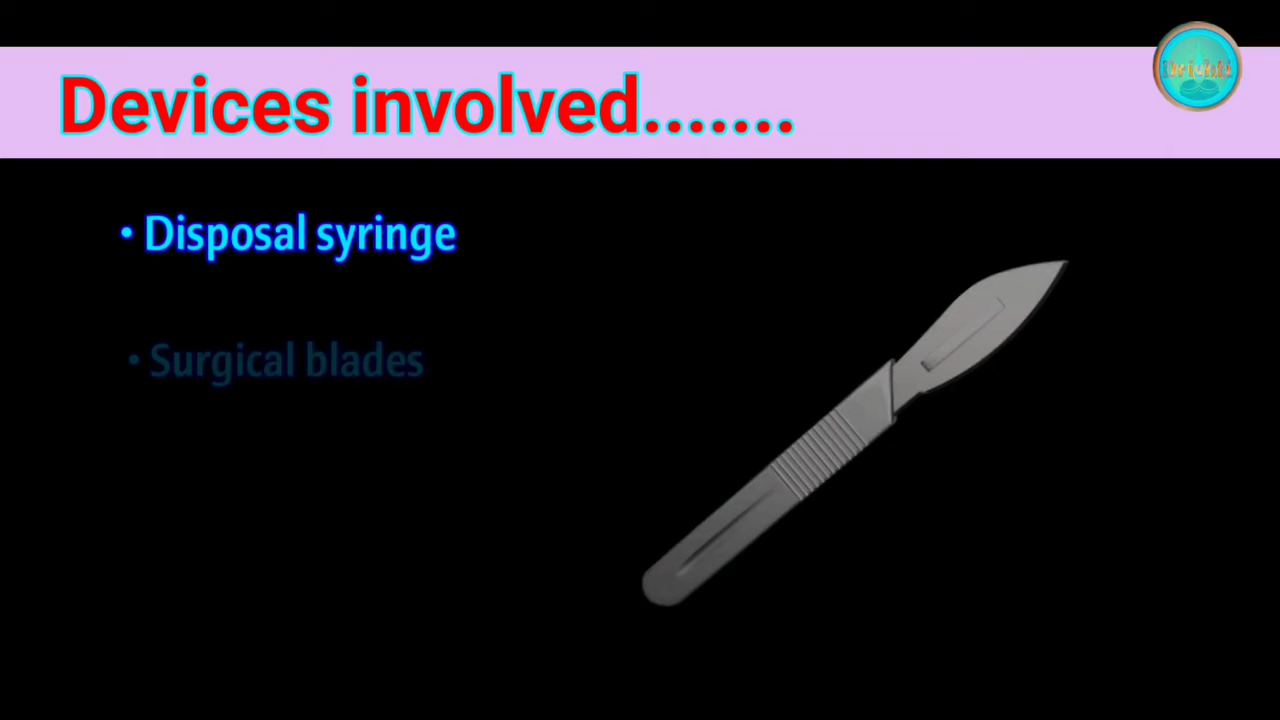 Devices involved.......
• Disposal syringe
• Surgical blades